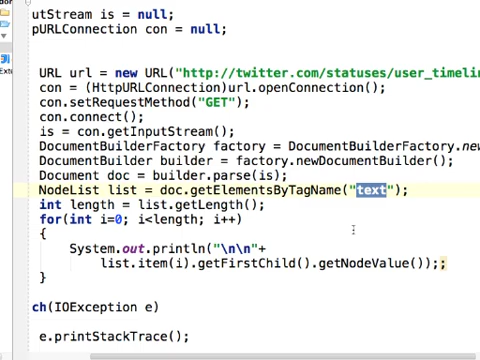 utStream is = null;
pURLConnection con = null;
URL url = new URL("http://twitter.com/statuses/user_timelin
con = (HttpURLConnection)url.openConnection();
con.setRequestMethod("GET");
con.connect();
is = con.getInputStream();
DocumentBuilderFactory factory = DocumentBuilderFactory.new
DocumentBuilder builder = factory.newDocumentBuilder();
Document doc = builder.parse(is);
NodeList list = doc.getElementsByTagName("text");
int length = list.getLength();
for(int i=0; i<length; i++)
{
System.out.println("\n\n"+
list.item(i).getFirstChild().getNodeValue());;
}
ch(IOException e)
e.printStackTrace();